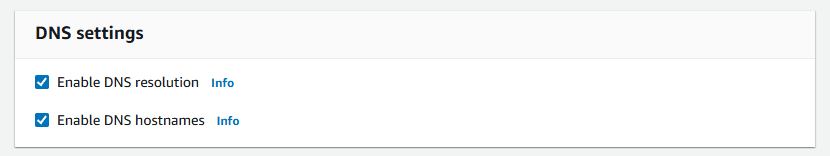 DNS settings
Enable DNS resolution Info
Enable DNS hostnames Info